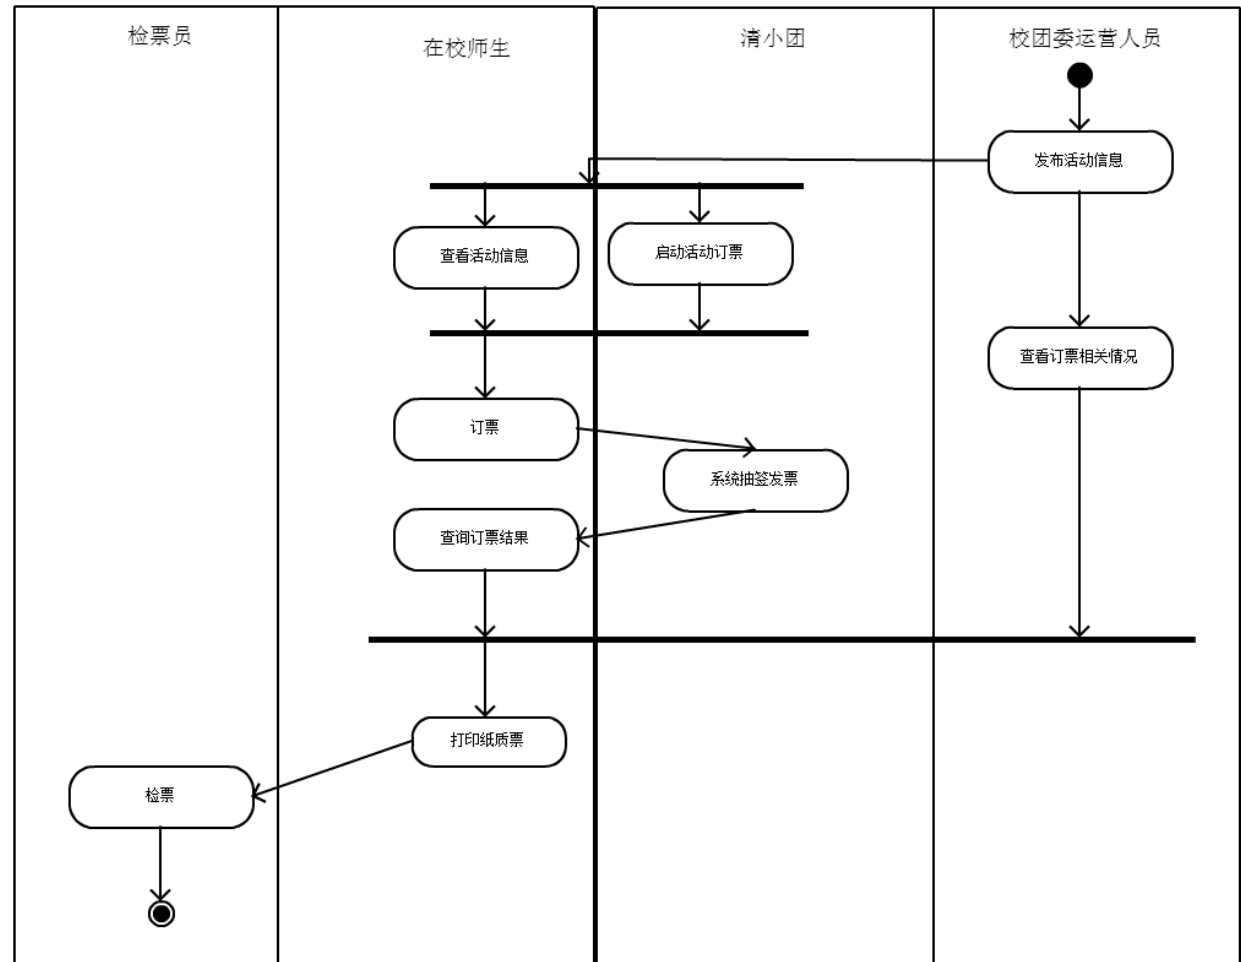 检票员
在校师生
清小团
校团委运营人员
发布活动信息
查看活动信息
启动活动订票
查看订票相关情况
订票
系统抽签发票
查询订票结果
打印纸质票
检票